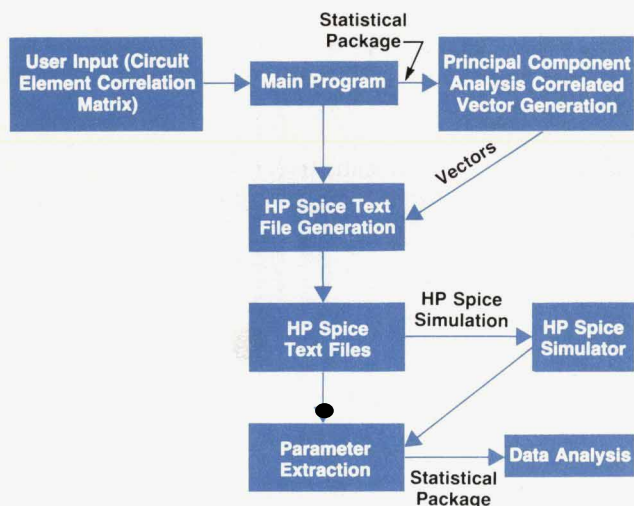 Statistical
Package
User Input (Circuit
Element Correlation
Matrix)
Main Program
Principal Component
Analysis Correlated
Vector Generation
Vectors
HP Spice Text
File Generation
HP Spice
Text Files
HP Spice
Simulation
HP Spice
Simulator
Parameter
Extraction
Statistical
Package
Data Analysis